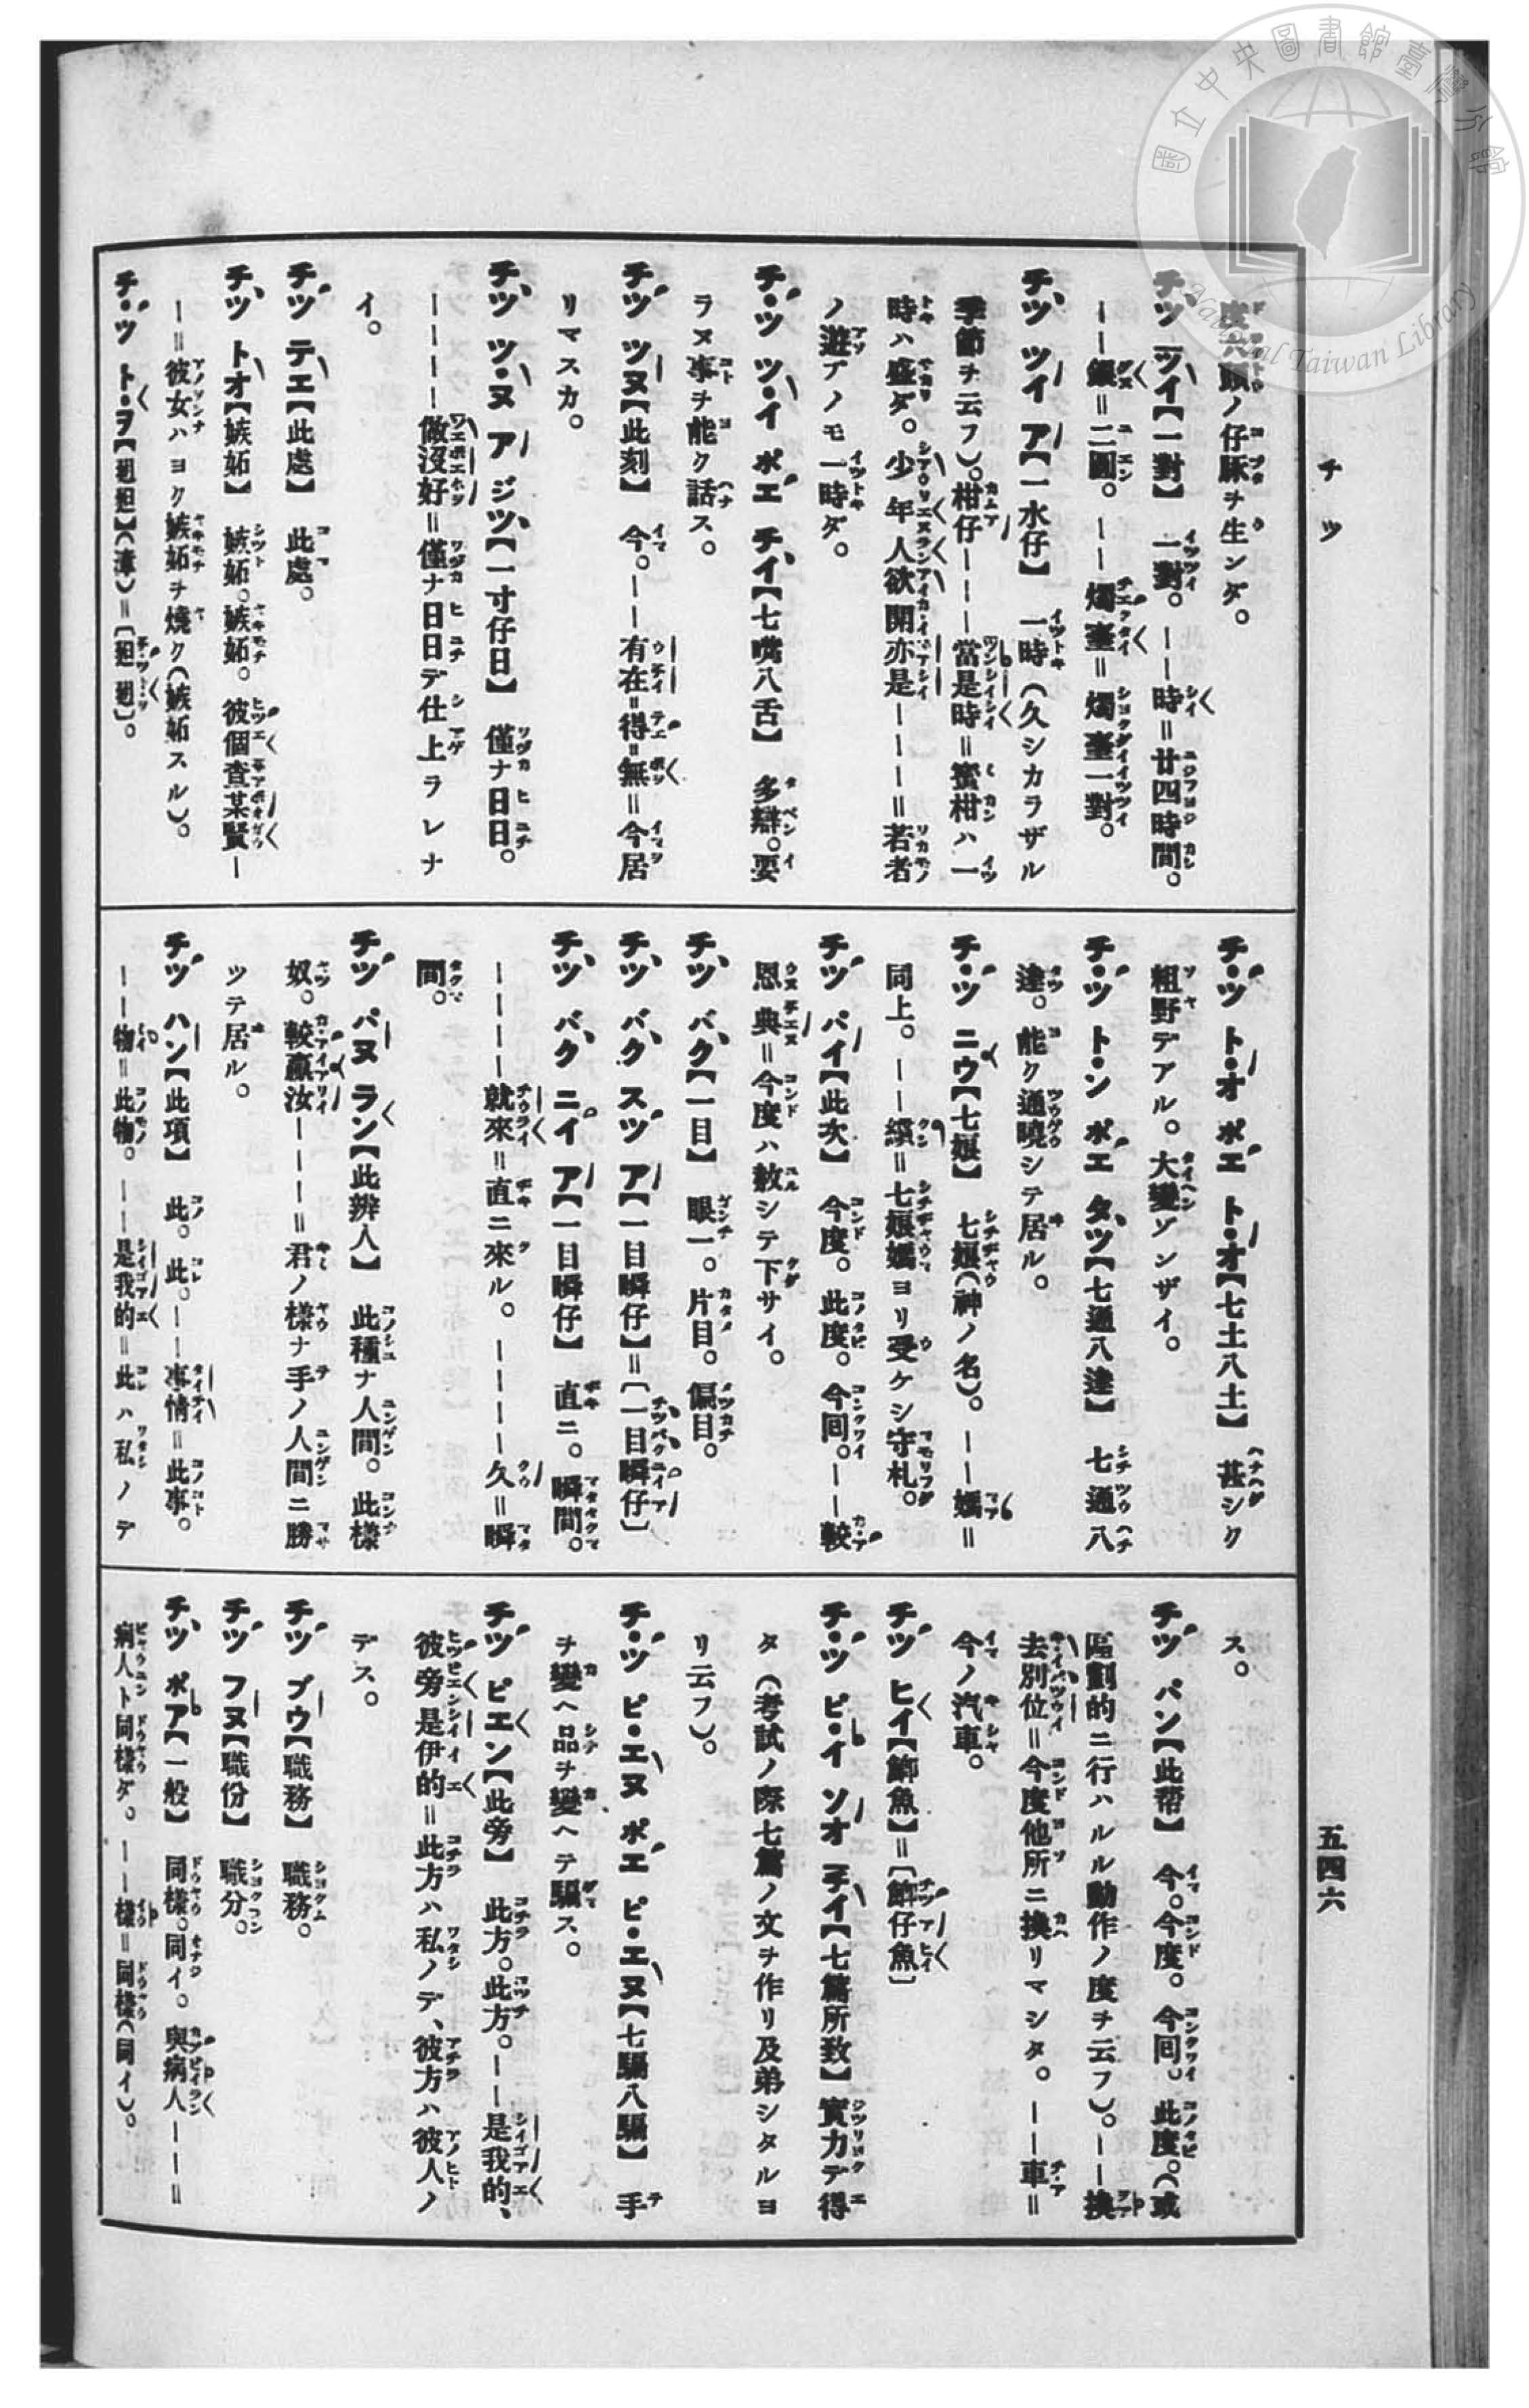 國立中央圖書館臺灣分館
National Taiwan Library
チツ
五四六
度六頭ノ仔豚ヲ生ンダ。
チツ ツイ【一對】 一對。——時＝廿四時間。
——銀＝二圓。——燭臺＝燭臺一對。
チツ ツイ ア【一水仔】 一時（久シカラザル
季節ヲ云フ）。柑仔———當是時＝蜜柑ハ一
時ハ盛ダ。少年人欲開亦是———＝若者
ノ遊ブノモ一時ダ。
チ・ツ ツ・イ ポエ チ・イ【七嘴八舌】 多辯。要
ラヌ事ヲ能ク話ス。
チツ ツヌ【此刻】 今。——有在＝得＝無＝今居
リマスカ。
チツ ツ・ヌ ア ジツ【一寸仔日】 僅ナ日日。
————做沒好＝僅ナ日日デ仕上ラレナ
イ。
チツ テエ【此處】 此處。
チツ トオ【嫉妬】 嫉妬。嫉妬。彼個查某賢—
—＝彼女ハヨク嫉妬ヲ燒ク（嫉妬スル）。
チ・ツ ト・ヲ
チ・ツ ト・オ ポエ ト・オ【七土八土】 甚シク
粗野デアル。大變ゾンザイ。
チ・ツ ト・ン ポエ タツ【七通八達】 七通八
達。能ク通曉シテ居ル。
チ・ツ ニウ【七娘】 七娘（神ノ名）。——媽＝
同上。——縜＝七娘媽ヨリ受ケシ守札。
チツ パイ【此次】 今度。此度。今回。——較
恩典＝今度ハ赦シテ下サイ。
チツ バク【一目】 眼一。片目。偏目。
チツ バク スツ ア【一目瞬仔】＝〔一目瞬仔〕
チツ バク ニイ ア【一目瞬仔】 直ニ。瞬間。
————就來＝直ニ來ル。————久＝瞬
間。
チツ パヌ ラン【此辨人】 此種ナ人間。此樣
奴。較贏汝———＝君ノ樣ナ手ノ人間ニ勝
ツテ居ル。
チツ ハン【此項】 此。此。——事情＝此事。
——物＝此物。——是我的＝此ハ私ノデ
ス。
チツ パン【此帮】 今。今度。今回。此度。（或
區劃的ニ行ハルル動作ノ度ヲ云フ）。——換
去別位＝今度他所ニ換リマシタ。——車＝
今ノ汽車。
チツ ヒイ【䱥魚】＝〔䱥仔魚〕
チ・ツ ピ・イ ソオ チイ【七篇所致】 實力デ得
タ（考試ノ際七篇ノ文ヲ作リ及弟シタルヨ
リ云フ）。
チ・ツ ピ・エヌ ポエ ピ・エヌ【七騙八騙】 手
ヲ變ヘ品ヲ變ヘテ騙ス。
チツ ピエン【此旁】 此方。此方。——是我的、
彼旁是伊的＝此方ハ私ノデ、彼方ハ彼人ノ
デス。
チツ ブウ【職務】 職務。
チツ フヌ【職份】 職分。
チツ ポア【一般】 同樣。同イ。與病人———＝
病人ト同樣ダ。——樣＝同樣（同イ）。